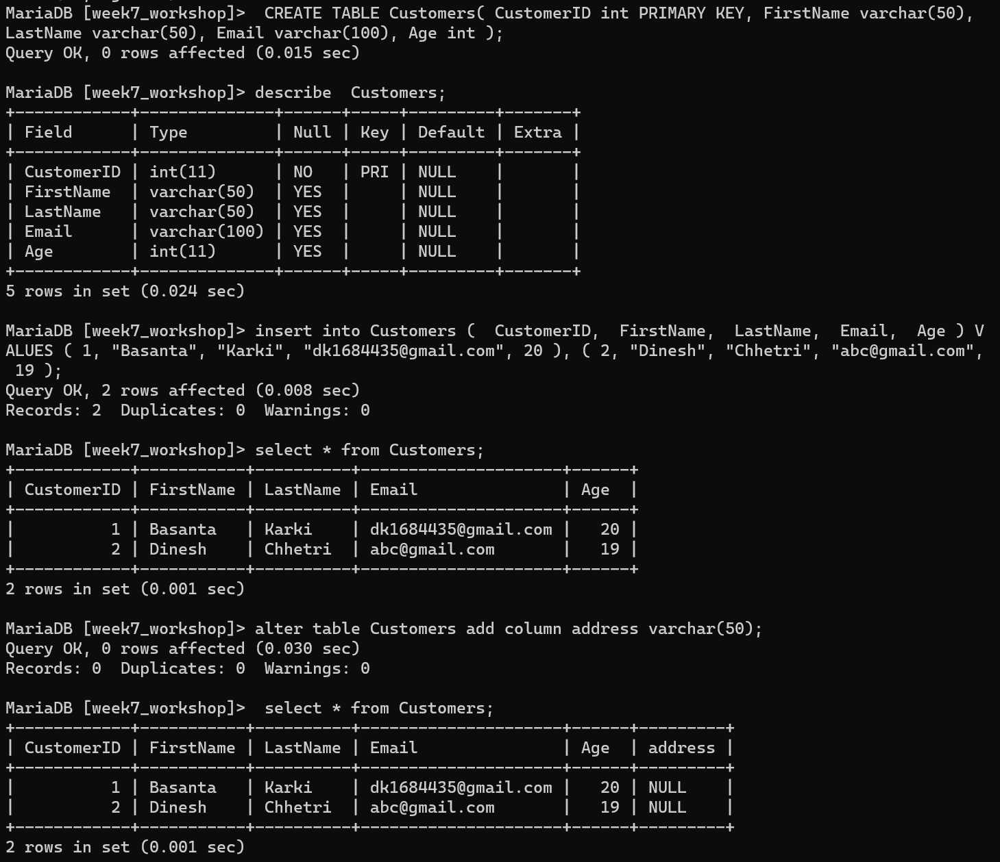 MariaDB [week7_workshop]>  CREATE TABLE Customers( CustomerID int PRIMARY KEY, FirstName varchar(50),
LastName varchar(50), Email varchar(100), Age int );
Query OK, 0 rows affected (0.015 sec)

MariaDB [week7_workshop]> describe  Customers;
+------------+--------------+------+-----+---------+-------+
| Field      | Type         | Null | Key | Default | Extra |
+------------+--------------+------+-----+---------+-------+
| CustomerID | int(11)      | NO   | PRI | NULL    |       |
| FirstName  | varchar(50)  | YES  |     | NULL    |       |
| LastName   | varchar(50)  | YES  |     | NULL    |       |
| Email      | varchar(100) | YES  |     | NULL    |       |
| Age        | int(11)      | YES  |     | NULL    |       |
+------------+--------------+------+-----+---------+-------+
5 rows in set (0.024 sec)

MariaDB [week7_workshop]> insert into Customers (  CustomerID,  FirstName,  LastName,  Email,  Age ) V
ALUES ( 1, "Basanta", "Karki", "dk1684435@gmail.com", 20 ), ( 2, "Dinesh", "Chhetri", "abc@gmail.com",
 19 );
Query OK, 2 rows affected (0.008 sec)
Records: 2  Duplicates: 0  Warnings: 0

MariaDB [week7_workshop]> select * from Customers;
+------------+-----------+----------+---------------------+------+
| CustomerID | FirstName | LastName | Email               | Age  |
+------------+-----------+----------+---------------------+------+
|          1 | Basanta   | Karki    | dk1684435@gmail.com |   20 |
|          2 | Dinesh    | Chhetri  | abc@gmail.com       |   19 |
+------------+-----------+----------+---------------------+------+
2 rows in set (0.001 sec)

MariaDB [week7_workshop]> alter table Customers add column address varchar(50);
Query OK, 0 rows affected (0.030 sec)
Records: 0  Duplicates: 0  Warnings: 0

MariaDB [week7_workshop]>  select * from Customers;
+------------+-----------+----------+---------------------+------+---------+
| CustomerID | FirstName | LastName | Email               | Age  | address |
+------------+-----------+----------+---------------------+------+---------+
|          1 | Basanta   | Karki    | dk1684435@gmail.com |   20 | NULL    |
|          2 | Dinesh    | Chhetri  | abc@gmail.com       |   19 | NULL    |
+------------+-----------+----------+---------------------+------+---------+
2 rows in set (0.001 sec)